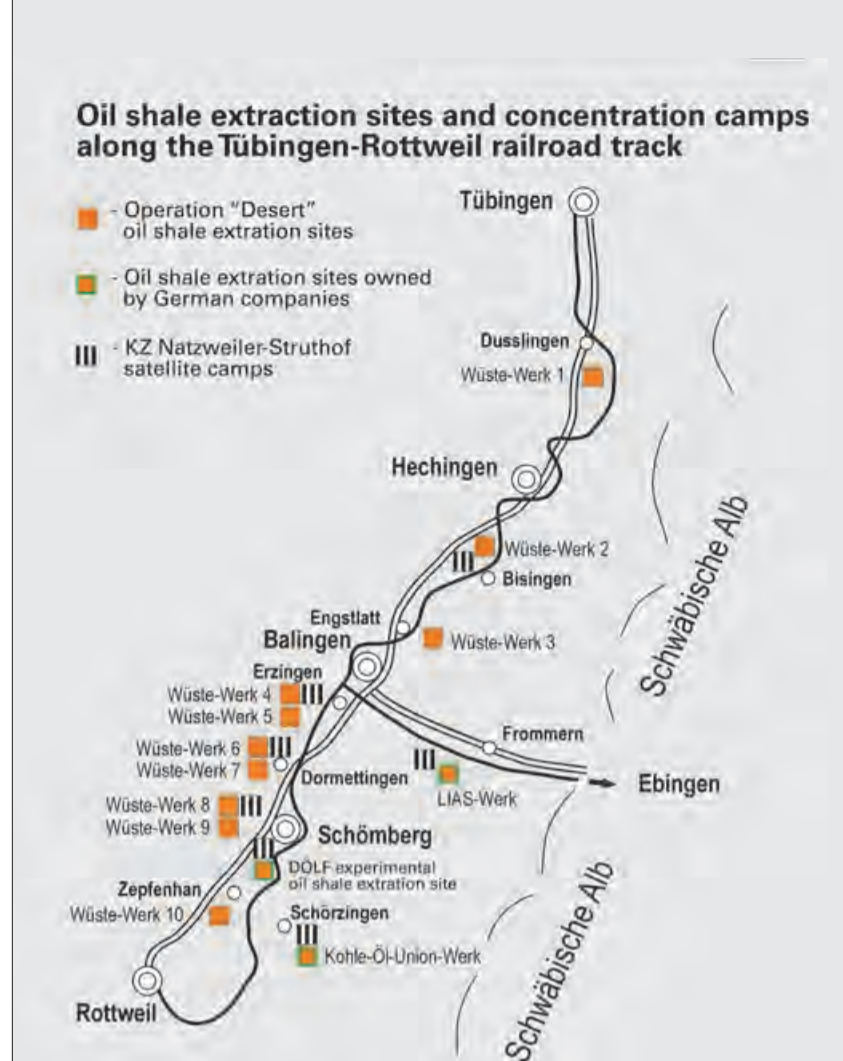 Oil shale extraction sites and concentration camps
along the Tübingen-Rottweil railroad track
- Operation "Desert"
oil shale extration sites
- Oil shale extration sites owned
by German companies
- KZ Natzweiler-Struthof
satellite camps
Tübingen
Dusslingen
Wüste-Werk 1
Hechingen
Wüste-Werk 2
Bisingen
Engstlatt
Balingen
Wüste-Werk 3
Erzingen
Wüste-Werk 4
Wüste-Werk 5
Wüste-Werk 6
Wüste-Werk 7
Dormettingen
Frommern
LIAS-Werk
Ebingen
Schwäbische Alb
Wüste-Werk 8
Wüste-Werk 9
Schömberg
DÖLF experimental
oil shale extration site
Zepfenhan
Wüste-Werk 10
Schörzingen
Kohle-Öl-Union-Werk
Rottweil
Schwäbische Alb